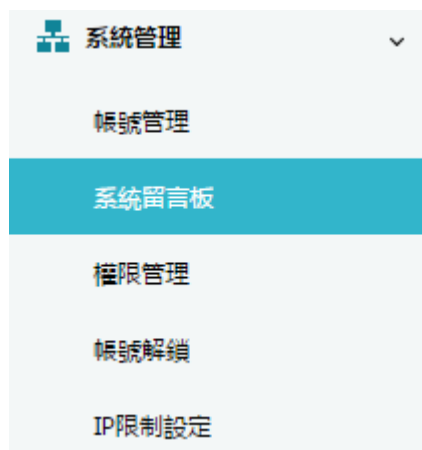 系統管理
帳號管理
系統留言板
權限管理
帳號解鎖
IP限制設定